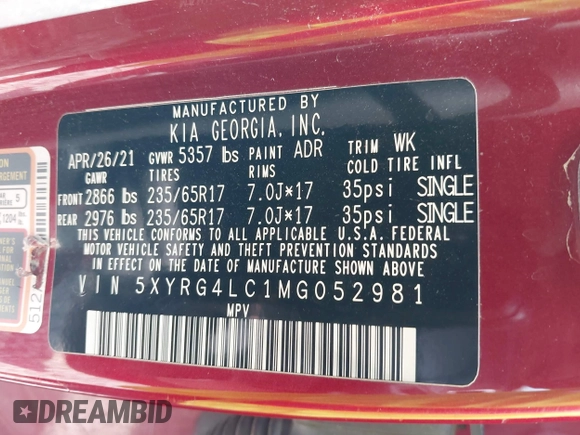 MANUFACTURED BY
KIA GEORGIA, INC.
APR/26/21 GVWR 5357 lbs PAINT ADR TRIM WK
GAWR TIRES RIMS COLD TIRE INFL
FRONT 2866 lbs 235/65R17 7.0J*17 35psi SINGLE
REAR 2976 lbs 235/65R17 7.0J*17 35psi SINGLE
THIS VEHICLE CONFORMS TO ALL APPLICABLE U.S.A. FEDERAL
MOTOR VEHICLE SAFETY AND THEFT PREVENTION STANDARDS
IN EFFECT ON THE DATE OF MANUFACTURE SHOWN ABOVE
VIN 5XYRG4LC1MG052981
MPV
5
1204
512
DREAMBID